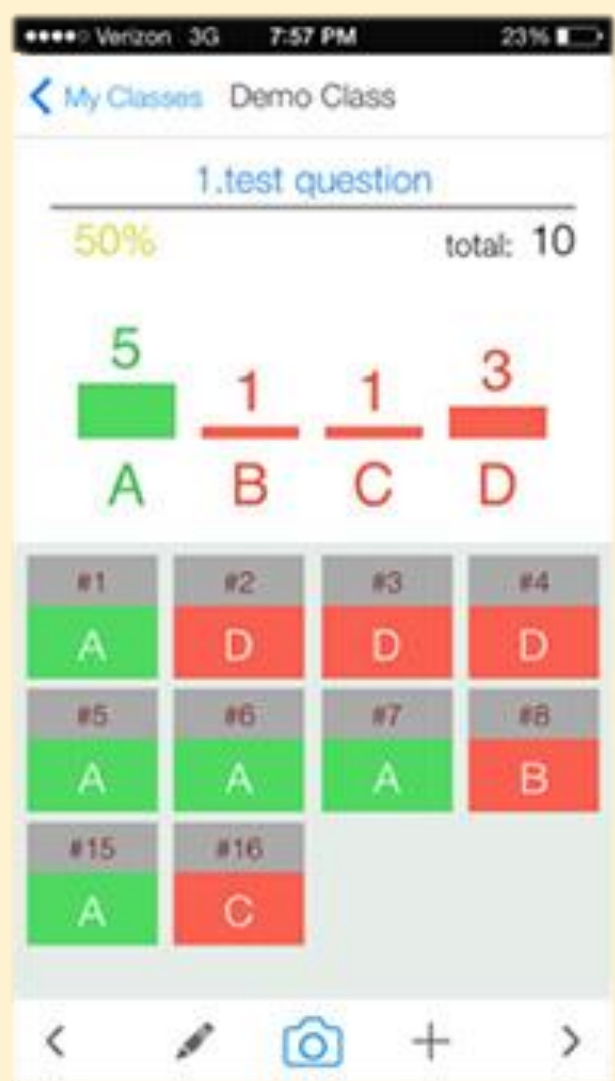 Verizon 3G 7:57 PM 23%
My Classes Demo Class
1.test question
50% total: 10
5 1 1 3
A B C D
#1 #2 #3 #4
A D D D
#5 #6 #7 #8
A A A B
#15 #16
A C